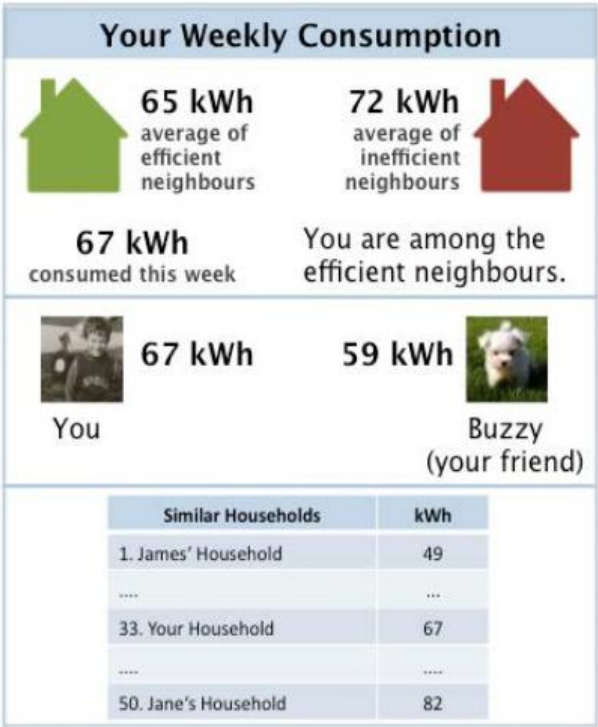 Your Weekly Consumption
65 kWh
average of
efficient
neighbours
72 kWh
average of
inefficient
neighbours
67 kWh
consumed this week
You are among the
efficient neighbours.
67 kWh
You
59 kWh
Buzzy
(your friend)
Similar Households kWh
1. James' Household 49
.... ...
33. Your Household 67
.... ....
50. Jane's Household 82